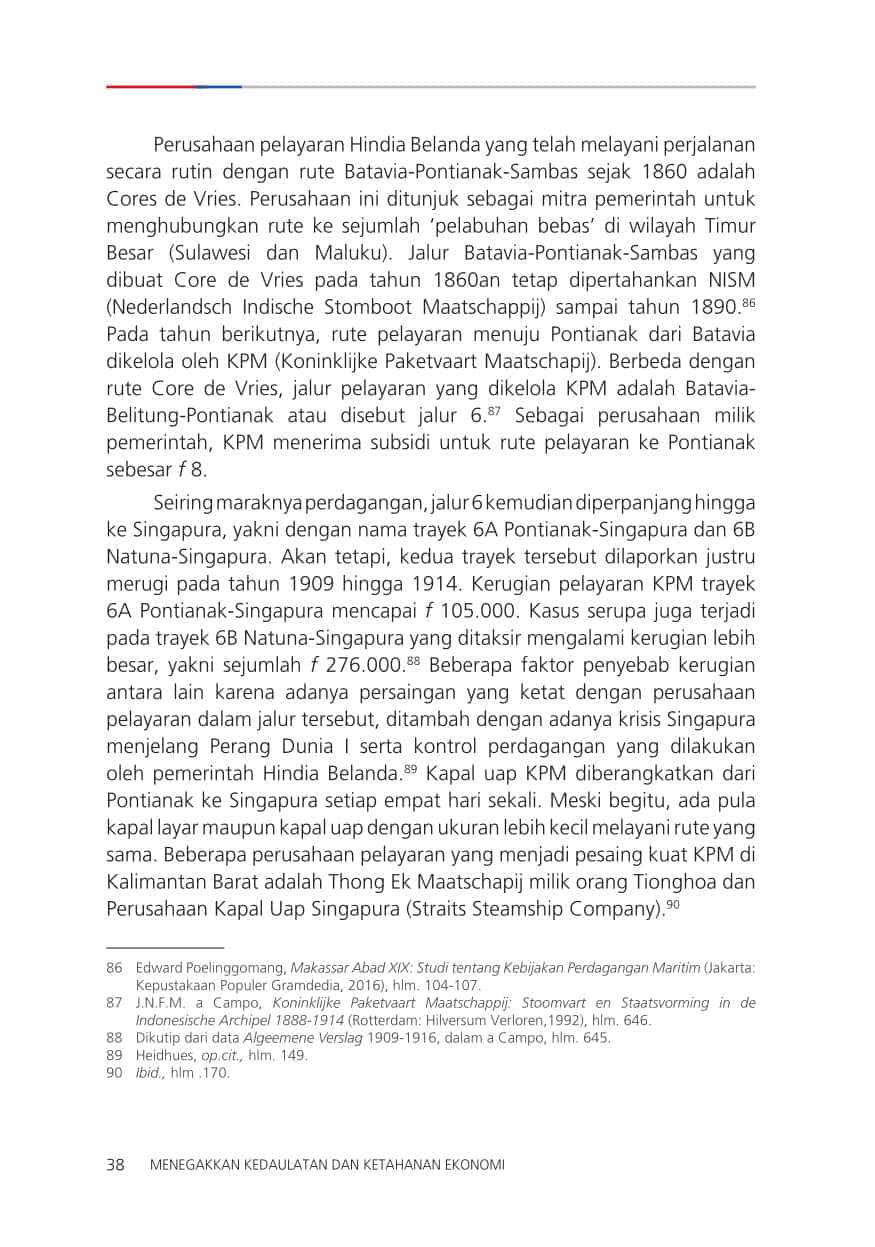 Perusahaan pelayaran Hindia Belanda yang telah melayani perjalanan
secara rutin dengan rute Batavia-Pontianak-Sambas sejak 1860 adalah
Cores de Vries. Perusahaan ini ditunjuk sebagai mitra pemerintah untuk
menghubungkan rute ke sejumlah ‘pelabuhan bebas’ di wilayah Timur
Besar (Sulawesi dan Maluku). Jalur Batavia-Pontianak-Sambas yang
dibuat Core de Vries pada tahun 1860an tetap dipertahankan NISM
(Nederlandsch Indische Stomboot Maatschappij) sampai tahun 1890.86
Pada tahun berikutnya, rute pelayaran menuju Pontianak dari Batavia
dikelola oleh KPM (Koninklijke Paketvaart Maatschapij). Berbeda dengan
rute Core de Vries, jalur pelayaran yang dikelola KPM adalah Batavia-
Belitung-Pontianak atau disebut jalur 6.87 Sebagai perusahaan milik
pemerintah, KPM menerima subsidi untuk rute pelayaran ke Pontianak
sebesar f 8.
Seiring maraknya perdagangan, jalur 6 kemudian diperpanjang hingga
ke Singapura, yakni dengan nama trayek 6A Pontianak-Singapura dan 6B
Natuna-Singapura. Akan tetapi, kedua trayek tersebut dilaporkan justru
merugi pada tahun 1909 hingga 1914. Kerugian pelayaran KPM trayek
6A Pontianak-Singapura mencapai f 105.000. Kasus serupa juga terjadi
pada trayek 6B Natuna-Singapura yang ditaksir mengalami kerugian lebih
besar, yakni sejumlah f 276.000.88 Beberapa faktor penyebab kerugian
antara lain karena adanya persaingan yang ketat dengan perusahaan
pelayaran dalam jalur tersebut, ditambah dengan adanya krisis Singapura
menjelang Perang Dunia I serta kontrol perdagangan yang dilakukan
oleh pemerintah Hindia Belanda.89 Kapal uap KPM diberangkatkan dari
Pontianak ke Singapura setiap empat hari sekali. Meski begitu, ada pula
kapal layar maupun kapal uap dengan ukuran lebih kecil melayani rute yang
sama. Beberapa perusahaan pelayaran yang menjadi pesaing kuat KPM di
Kalimantan Barat adalah Thong Ek Maatschapij milik orang Tionghoa dan
Perusahaan Kapal Uap Singapura (Straits Steamship Company).90
86 Edward Poelinggomang, Makassar Abad XIX: Studi tentang Kebijakan Perdagangan Maritim (Jakarta:
Kepustakaan Populer Gramdedia, 2016), hlm. 104-107.
87 J.N.F.M. a Campo, Koninklijke Paketvaart Maatschappij: Stoomvart en Staatsvorming in de
Indonesische Archipel 1888-1914 (Rotterdam: Hilversum Verloren,1992), hlm. 646.
88 Dikutip dari data Algeemene Verslag 1909-1916, dalam a Campo, hlm. 645.
89 Heidhues, op.cit., hlm. 149.
90 Ibid., hlm .170.
38 MENEGAKKAN KEDAULATAN DAN KETAHANAN EKONOMI